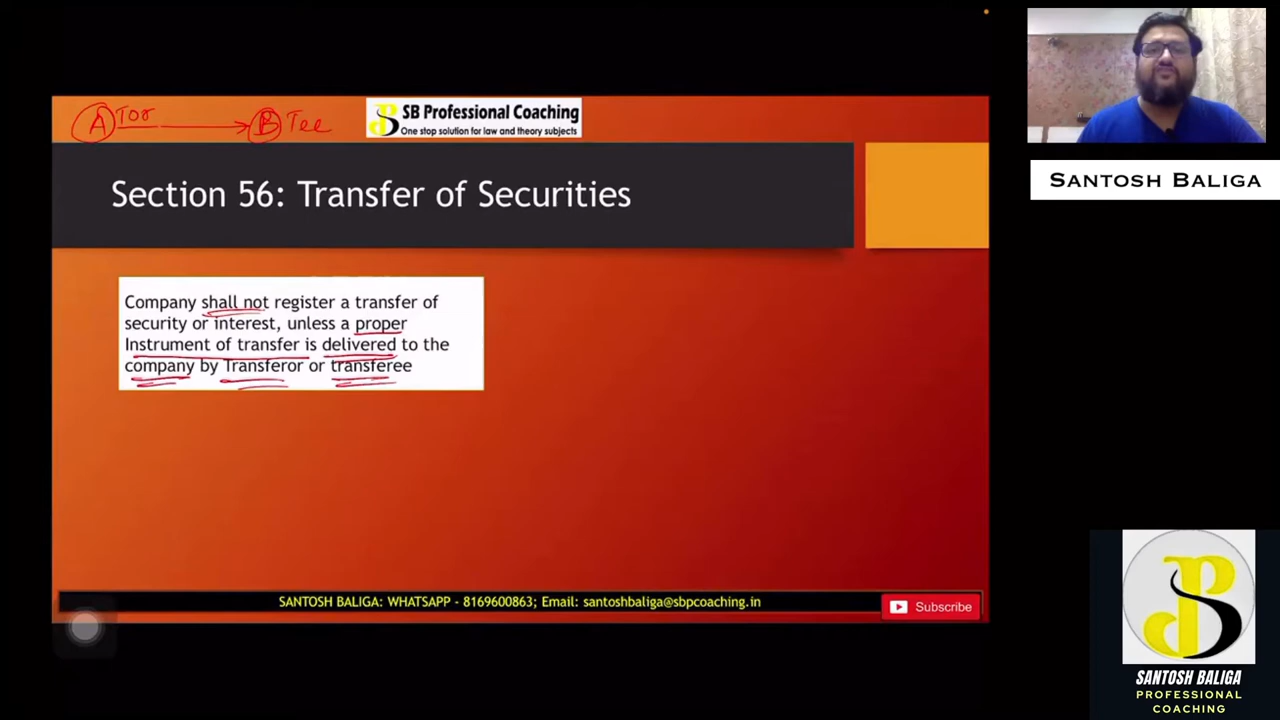 A Tor B Tee
SB Professional Coaching
One stop solution for law and theory subjects
SANTOSH BALIGA
Section 56: Transfer of Securities
Company shall not register a transfer of
security or interest, unless a proper
Instrument of transfer is delivered to the
company by Transferor or transferee
SANTOSH BALIGA: WHATSAPP - 8169600863; Email: santoshbaliga@sbpcoaching.in
Subscribe
SANTOSH BALIGA
PROFESSIONAL
COACHING